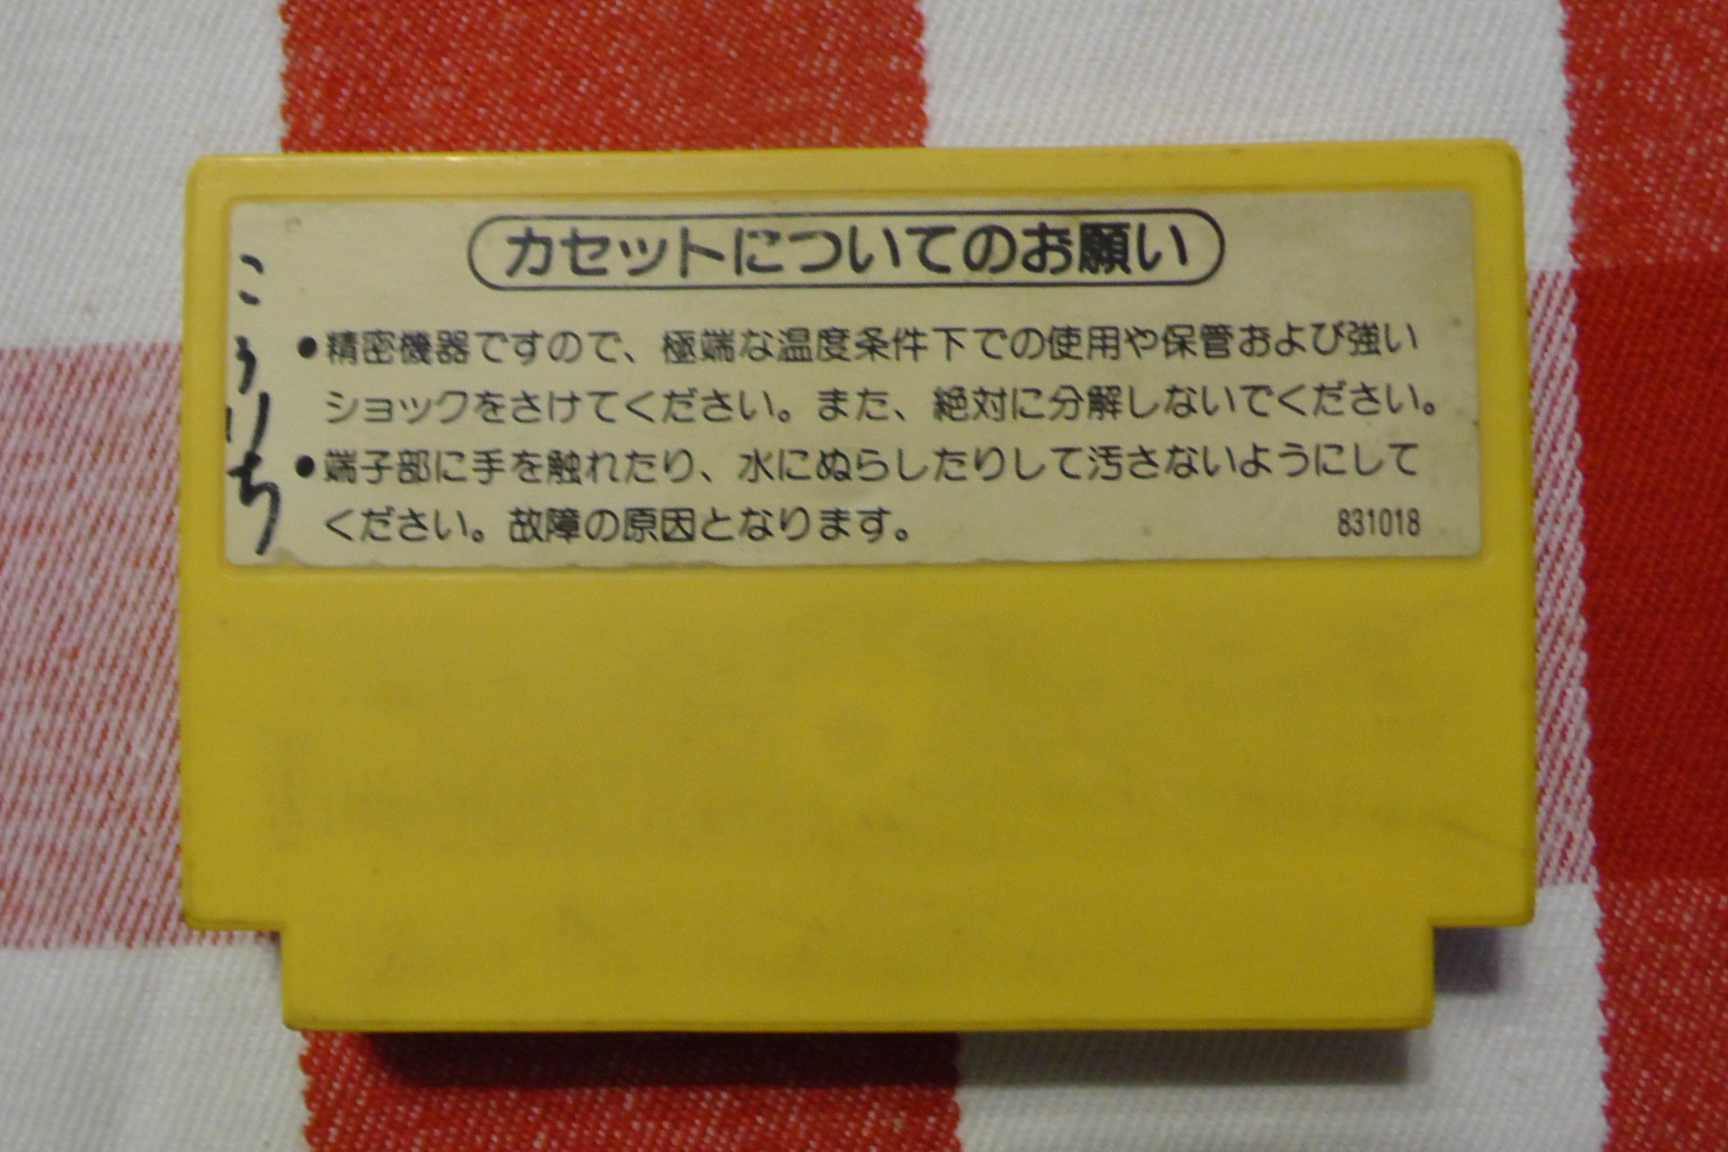 カセットについてのお願い
●精密機器ですので、極端な温度条件下での使用や保管および強い
ショックをさけてください。また、絶対に分解しないでください。
●端子部に手を触れたり、水にぬらしたりして汚さないようにして
ください。故障の原因となります。
831018
こういち